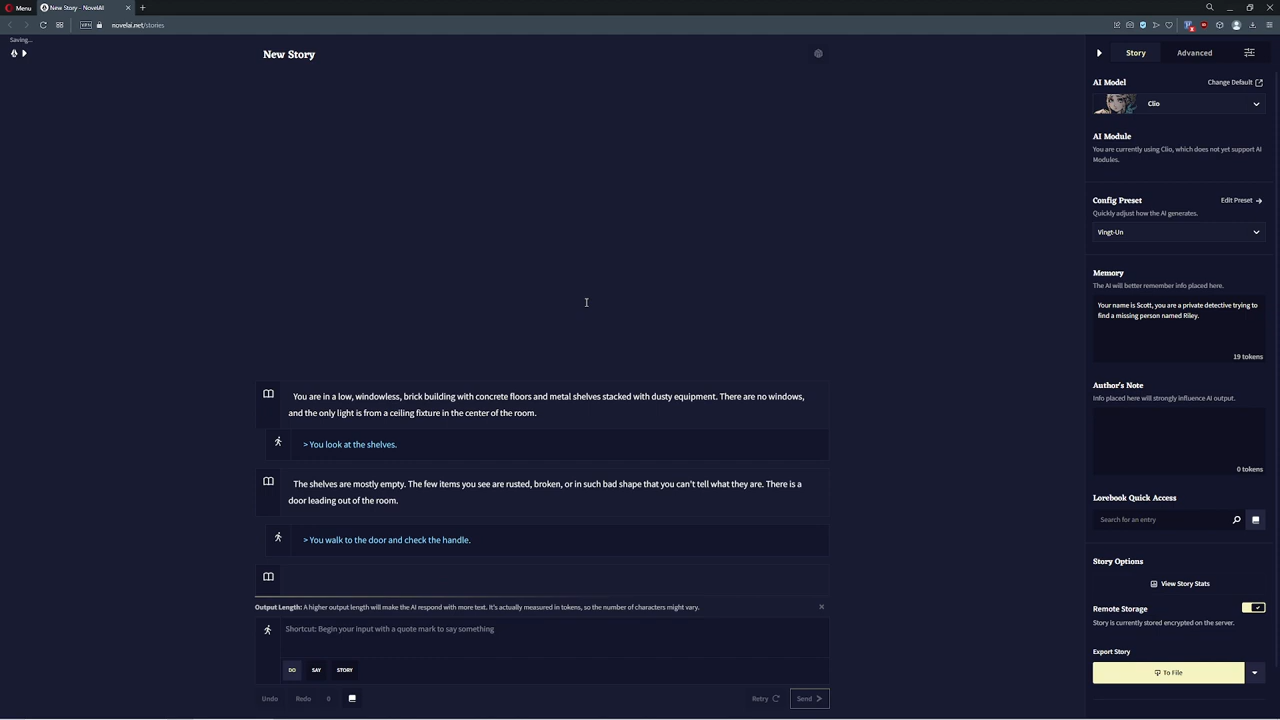 Menu
New Story - NovelAI
VPN
novelai.net/stories
Saving...
New Story
Story
Advanced
AI Model
Change Default
Clio
AI Module
You are currently using Clio, which does not yet support AI
Modules.
Config Preset
Edit Preset
Quickly adjust how the AI generates.
Vingt-Un
Memory
The AI will better remember info placed here.
Your name is Scott, you are a private detective trying to
find a missing person named Riley.
19 tokens
Author's Note
Info placed here will strongly influence AI output.
0 tokens
Lorebook Quick Access
Search for an entry
Story Options
View Story Stats
Remote Storage
Story is currently stored encrypted on the server.
Export Story
To File
You are in a low, windowless, brick building with concrete floors and metal shelves stacked with dusty equipment. There are no windows,
and the only light is from a ceiling fixture in the center of the room.
> You look at the shelves.
The shelves are mostly empty. The few items you see are rusted, broken, or in such bad shape that you can't tell what they are. There is a
door leading out of the room.
> You walk to the door and check the handle.
Output Length: A higher output length will make the AI respond with more text. It's actually measured in tokens, so the number of characters might vary.
Shortcut: Begin your input with a quote mark to say something
DO SAY STORY
Undo Redo 0 Retry Send